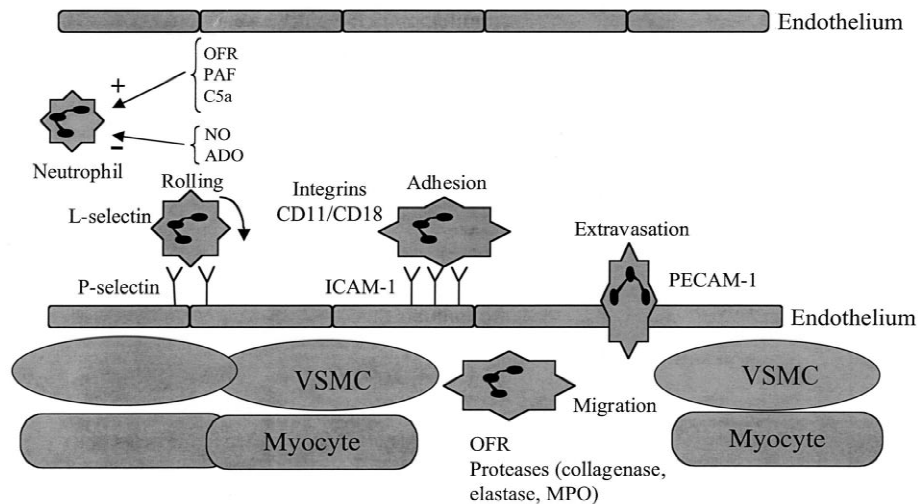 Endothelium
OFR
PAF
C5a
+
NO
ADO
-
Neutrophil
Rolling
L-selectin
P-selectin
Integrins
CD11/CD18
Adhesion
ICAM-1
Extravasation
PECAM-1
Endothelium
VSMC
VSMC
Migration
Myocyte
Myocyte
OFR
Proteases (collagenase,
elastase, MPO)